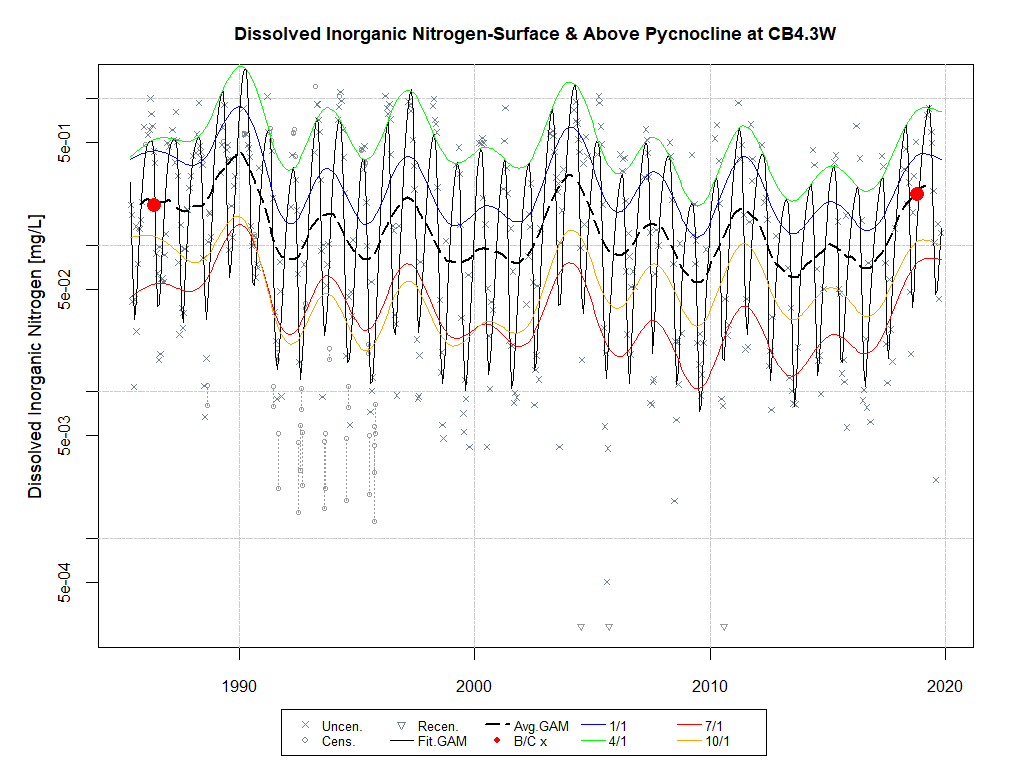 Dissolved Inorganic Nitrogen-Surface & Above Pycnocline at CB4.3W
Dissolved Inorganic Nitrogen [mg/L]
5e-01
5e-02
5e-03
5e-04
1990 2000 2010 2020
Uncen. Recen. Avg.GAM 1/1 7/1
Cens. Fit.GAM B/C x 4/1 10/1